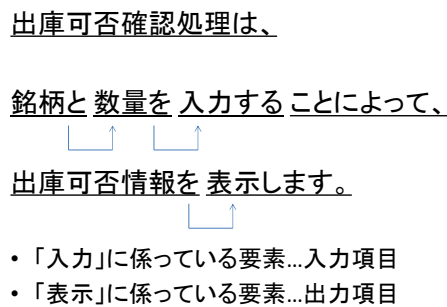 出庫可否確認処理は、
銘柄と 数量を 入力する ことによって、
出庫可否情報を 表示します。
• 「入力」に係っている要素…入力項目
• 「表示」に係っている要素…出力項目